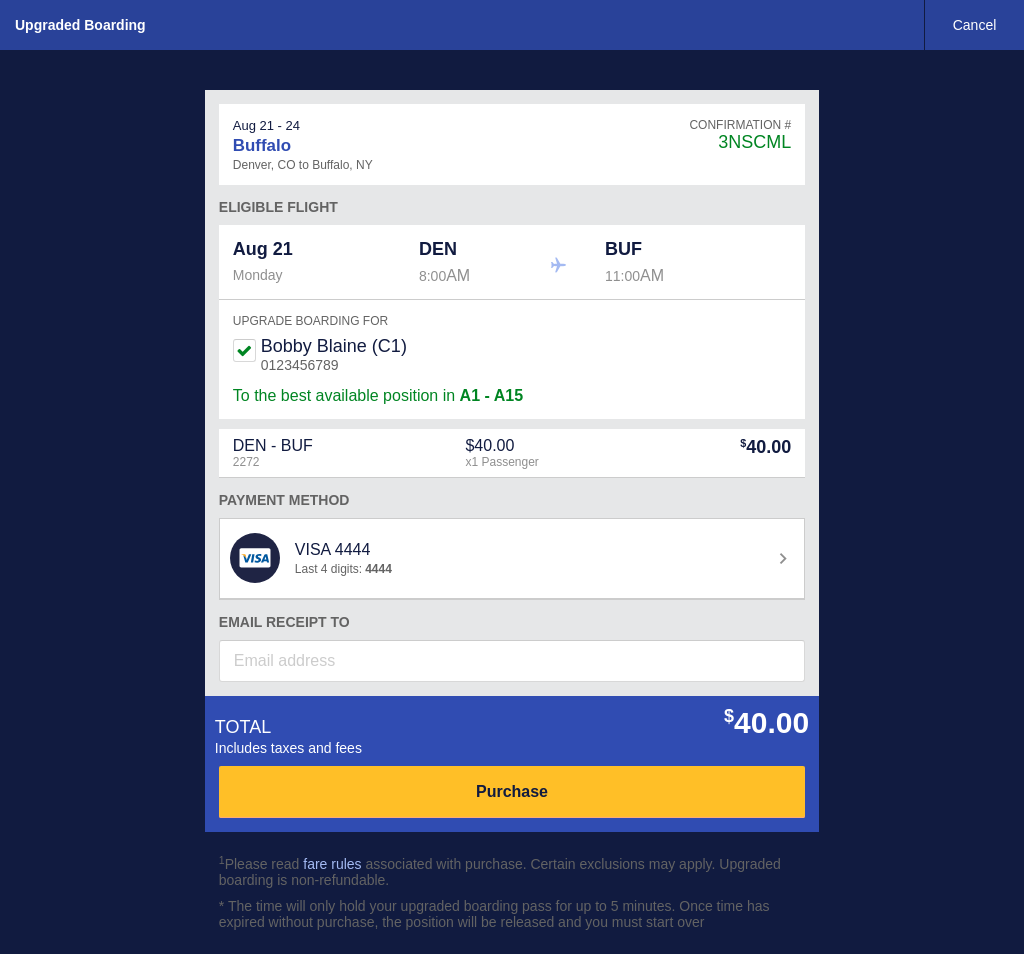 Upgraded Boarding
Cancel
Aug 21 - 24
CONFIRMATION #
Buffalo
3NSCML
Denver, CO to Buffalo, NY
ELIGIBLE FLIGHT
Aug 21
DEN
BUF
Monday
8:00AM
11:00AM
UPGRADE BOARDING FOR
Bobby Blaine (C1)
0123456789
To the best available position in A1 - A15
DEN - BUF
$40.00
$40.00
2272
x1 Passenger
PAYMENT METHOD
VISA
VISA 4444
Last 4 digits: 4444
EMAIL RECEIPT TO
Email address
TOTAL
$40.00
Includes taxes and fees
Purchase
1Please read fare rules associated with purchase. Certain exclusions may apply. Upgraded
boarding is non-refundable.
* The time will only hold your upgraded boarding pass for up to 5 minutes. Once time has
expired without purchase, the position will be released and you must start over